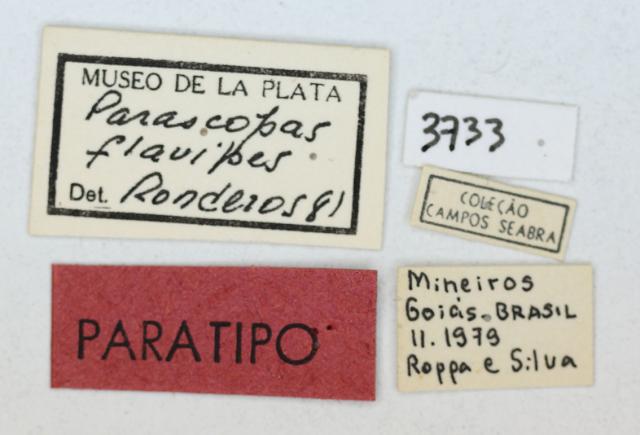 MUSEO DE LA PLATA
Parascopas
flavipes
Det. Ronderos 81
3733
COLEÇÃO
CAMPOS SEABRA
PARATIPO
Mineiros
Goiás. BRASIL
11.1979
Roppa e Silva